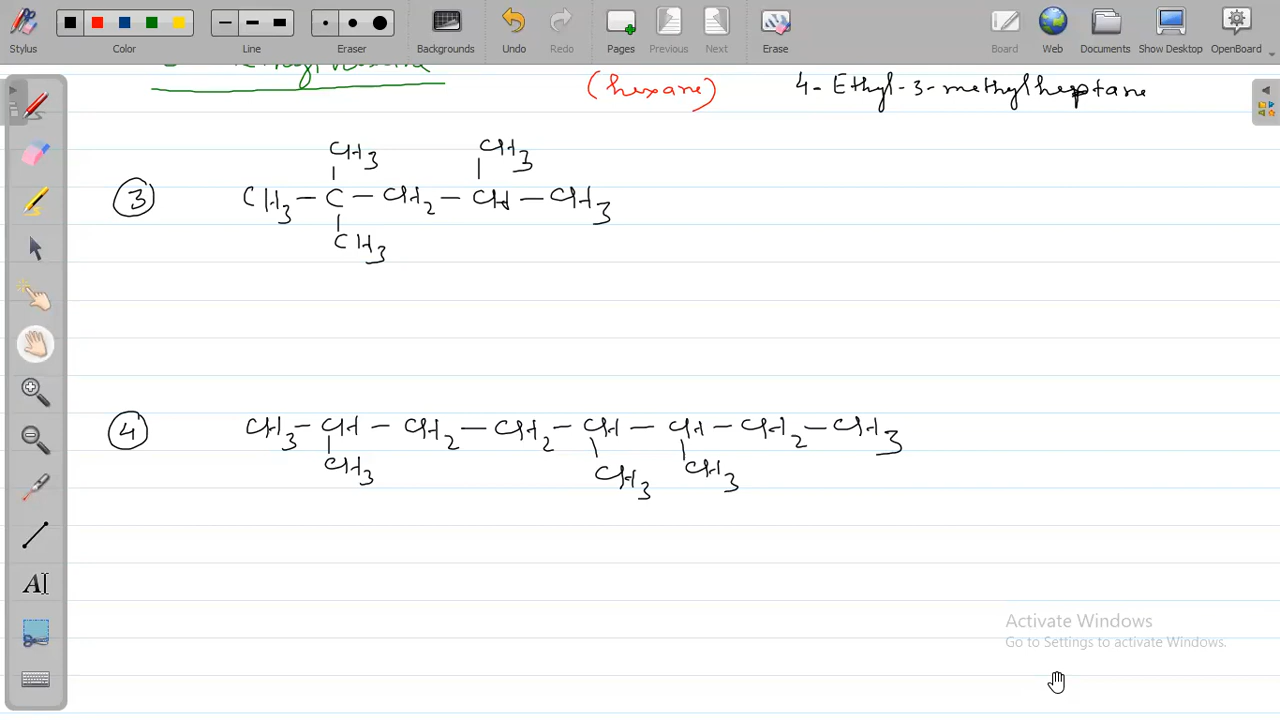 Stylus Color Line Eraser Backgrounds Undo Redo Pages Previous Next Erase Board Web Documents Show Desktop OpenBoard
(hexane) 4-Ethyl-3-methylheptane
CH3 CH3
③ CH3 — C — CH2 — CH — CH3
CH3
④ CH3 — CH — CH2 — CH2 — CH — CH — CH2 — CH3
CH3 CH3 CH3
AI
Activate Windows
Go to Settings to activate Windows.